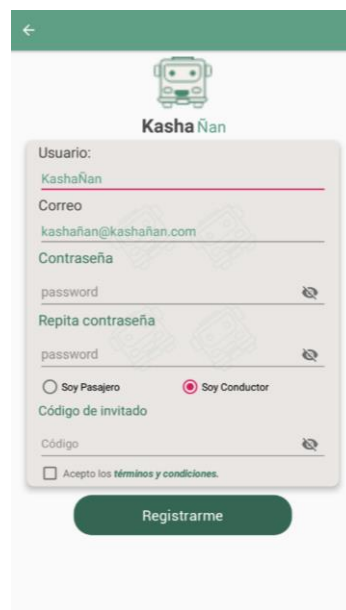 Kasha Ñan
Usuario:
KashaÑan
Correo
kashañan@kashañan.com
Contraseña
password
Repita contraseña
password
Soy Pasajero Soy Conductor
Código de invitado
Código
Acepto los términos y condiciones.
Registrarme